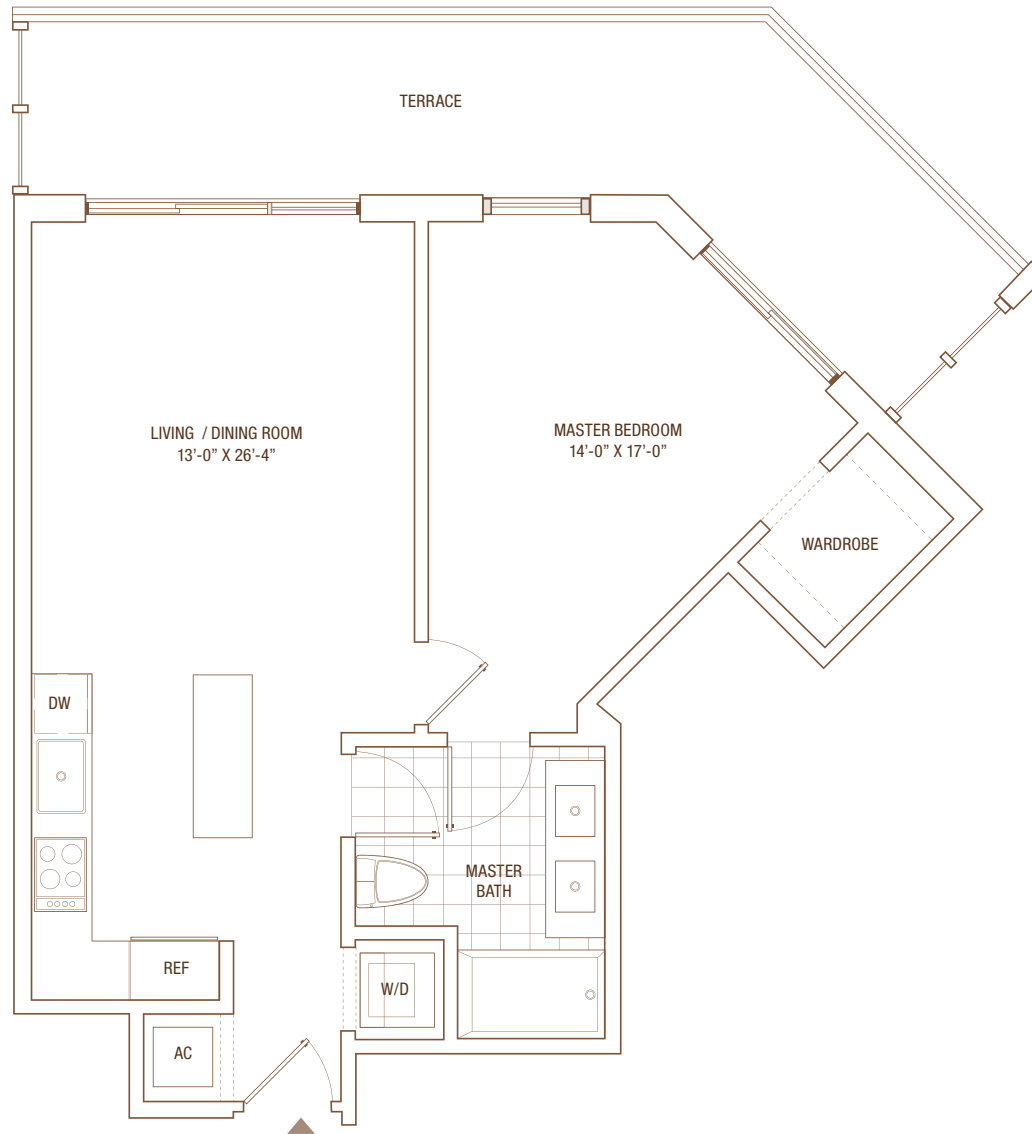 TERRACE
LIVING / DINING ROOM
13’-0” X 26’-4”
MASTER BEDROOM
14’-0” X 17’-0”
WARDROBE
DW
MASTER
BATH
REF
W/D
AC